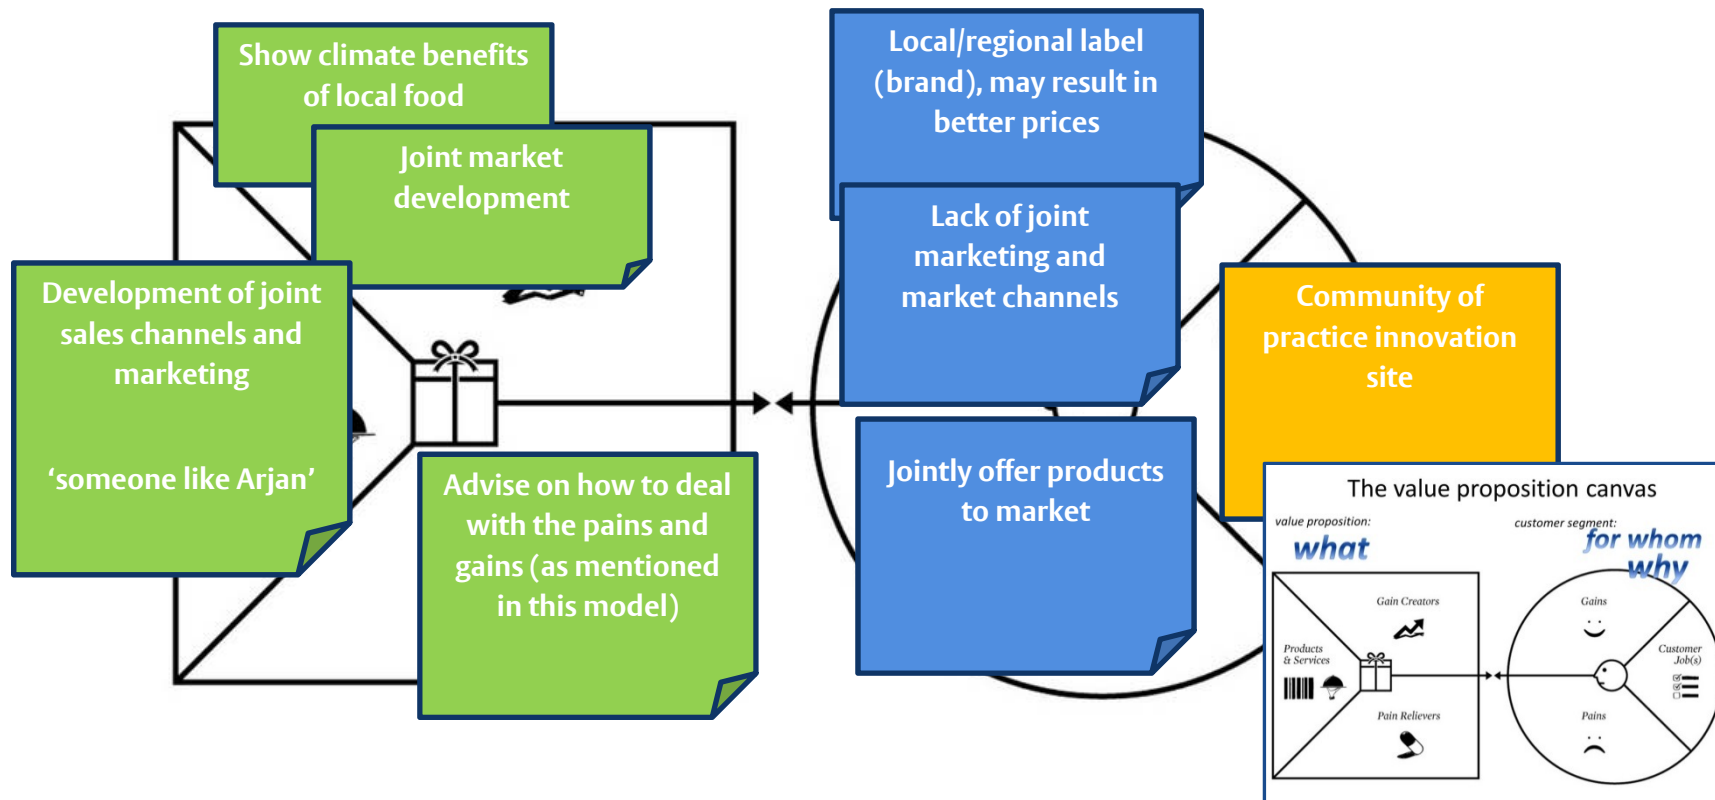 Show climate benefits
of local food
Joint market
development
Development of joint
sales channels and
marketing
‘someone like Arjan’
Advise on how to deal
with the pains and
gains (as mentioned
in this model)
Local/regional label
(brand), may result in
better prices
Lack of joint
marketing and
market channels
Jointly offer products
to market
Community of
practice innovation
site
The value proposition canvas
value proposition:
what
customer segment:
for whom
why
Gain Creators
Products
& Services
Pain Relievers
Gains
Customer
Job(s)
Pains